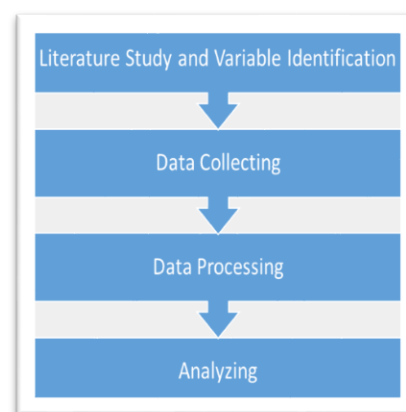 Literature Study and Variable Identification
Data Collecting
Data Processing
Analyzing